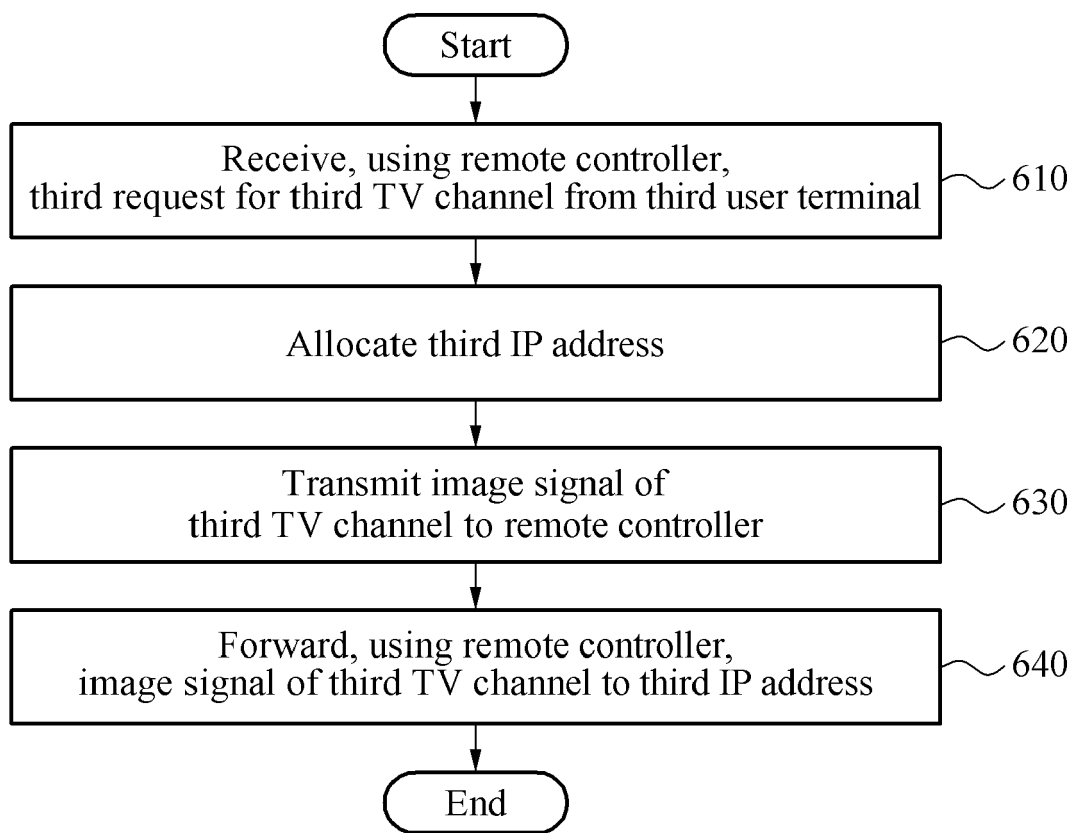 Start
Receive, using remote controller,
third request for third TV channel from third user terminal
610
Allocate third IP address
620
Transmit image signal of
third TV channel to remote controller
630
Forward, using remote controller,
image signal of third TV channel to third IP address
640
End